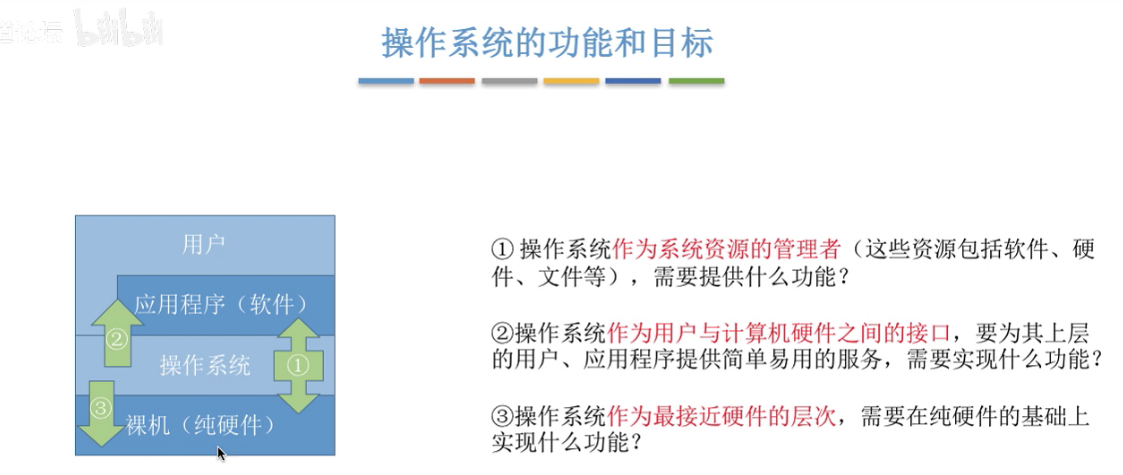 bilibili
操作系统的功能和目标
用户
应用程序（软件）
②
操作系统
①
③
裸机（纯硬件）
① 操作系统作为系统资源的管理者（这些资源包括软件、硬
件、文件等），需要提供什么功能？
②操作系统作为用户与计算机硬件之间的接口，要为其上层
的用户、应用程序提供简单易用的服务，需要实现什么功能？
③操作系统作为最接近硬件的层次，需要在纯硬件的基础上
实现什么功能？